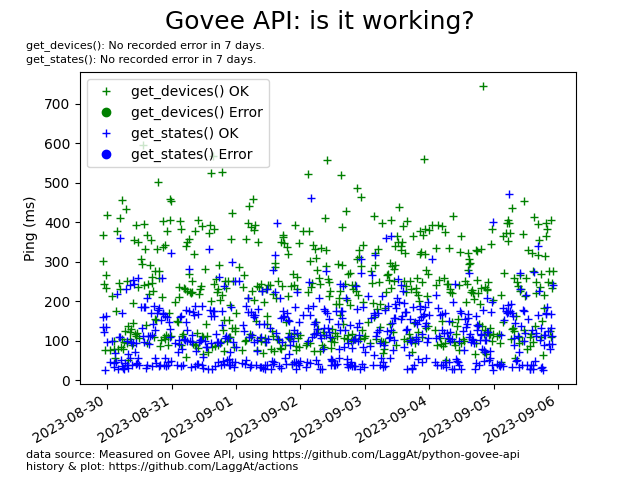 Govee API: is it working?
get_devices(): No recorded error in 7 days.
get_states(): No recorded error in 7 days.
get_devices() OK
get_devices() Error
get_states() OK
get_states() Error
Ping (ms)
700
600
500
400
300
200
100
0
2023-08-30
2023-08-31
2023-09-01
2023-09-02
2023-09-03
2023-09-04
2023-09-05
2023-09-06
data source: Measured on Govee API, using https://github.com/LaggAt/python-govee-api
history & plot: https://github.com/LaggAt/actions